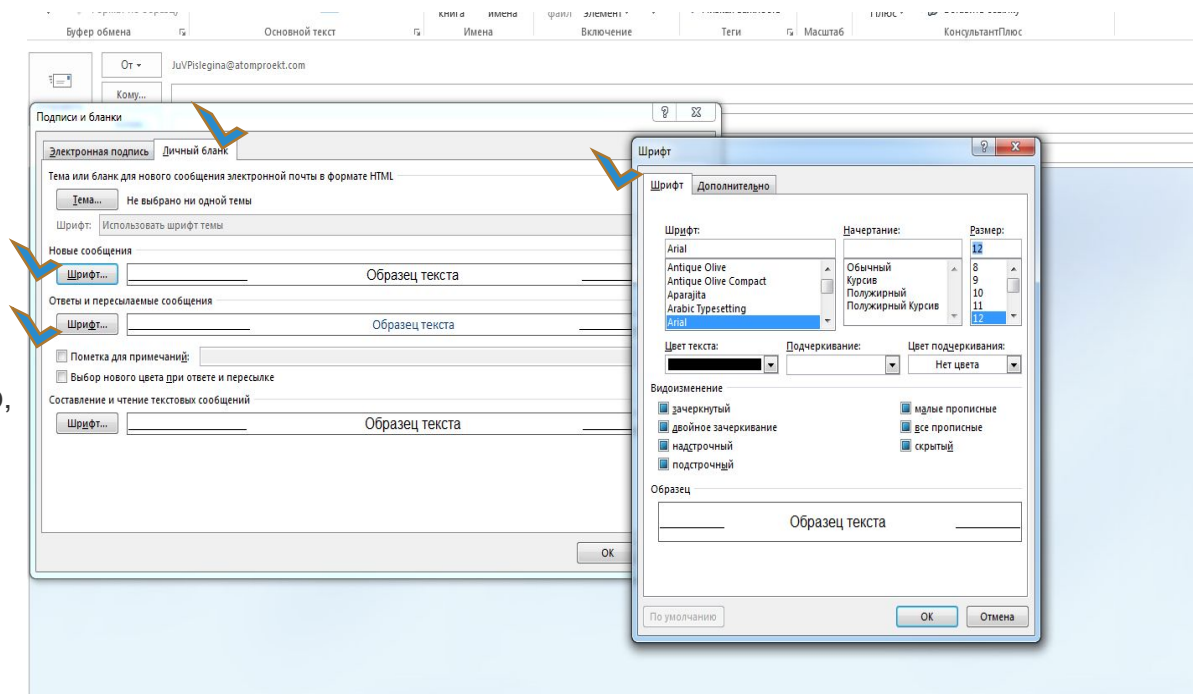 книга имена файл элемент
Буфер обмена Основной текст Имена Включение Теги Масштаб КонсультантПлюс
От JuVPislegina@atomproekt.com
Кому...
Подписи и бланки
Электронная подпись Личный бланк
Тема или бланк для нового сообщения электронной почты в формате HTML
Тема... Не выбрано ни одной темы
Шрифт: Использовать шрифт темы
Новые сообщения
Шрифт... Образец текста
Ответы и пересылаемые сообщения
Шрифт... Образец текста
Пометка для примечаний:
Выбор нового цвета при ответе и пересылке
Составление и чтение текстовых сообщений
Шрифт... Образец текста
ОК
Шрифт
Шрифт Дополнительно
Шрифт: Начертание: Размер:
Arial 12
Antique Olive Обычный 8
Antique Olive Compact Курсив 9
Aparajita Полужирный 10
Arabic Typesetting Полужирный Курсив 11
Arial 12
Цвет текста: Подчеркивание: Цвет подчеркивания:
Нет цвета
Видоизменение
зачеркнутый малые прописные
двойное зачеркивание все прописные
надстрочный скрытый
подстрочный
Образец
Образец текста
По умолчанию ОК Отмена